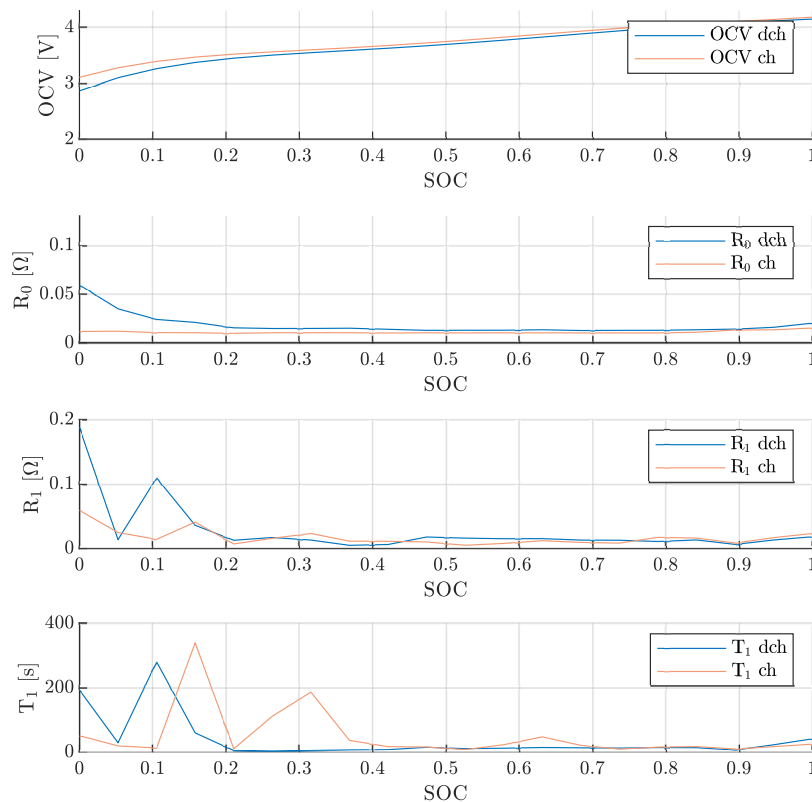 4
3
2
OCV [V]
OCV dch
OCV ch
0 0.1 0.2 0.3 0.4 0.5 0.6 0.7 0.8 0.9 1
SOC
0.1
0.05
0
R₀ [Ω]
R₀ dch
R₀ ch
0 0.1 0.2 0.3 0.4 0.5 0.6 0.7 0.8 0.9 1
SOC
0.2
0.1
0
R₁ [Ω]
R₁ dch
R₁ ch
0 0.1 0.2 0.3 0.4 0.5 0.6 0.7 0.8 0.9 1
SOC
400
200
0
T₁ [s]
T₁ dch
T₁ ch
0 0.1 0.2 0.3 0.4 0.5 0.6 0.7 0.8 0.9 1
SOC